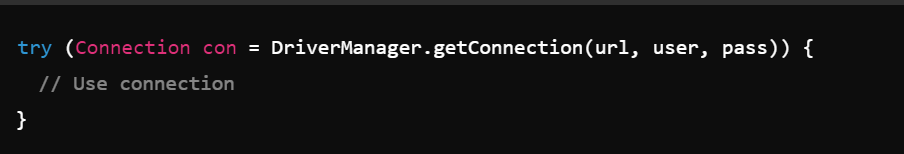 try (Connection con = DriverManager.getConnection(url, user, pass)) {
  // Use connection
}